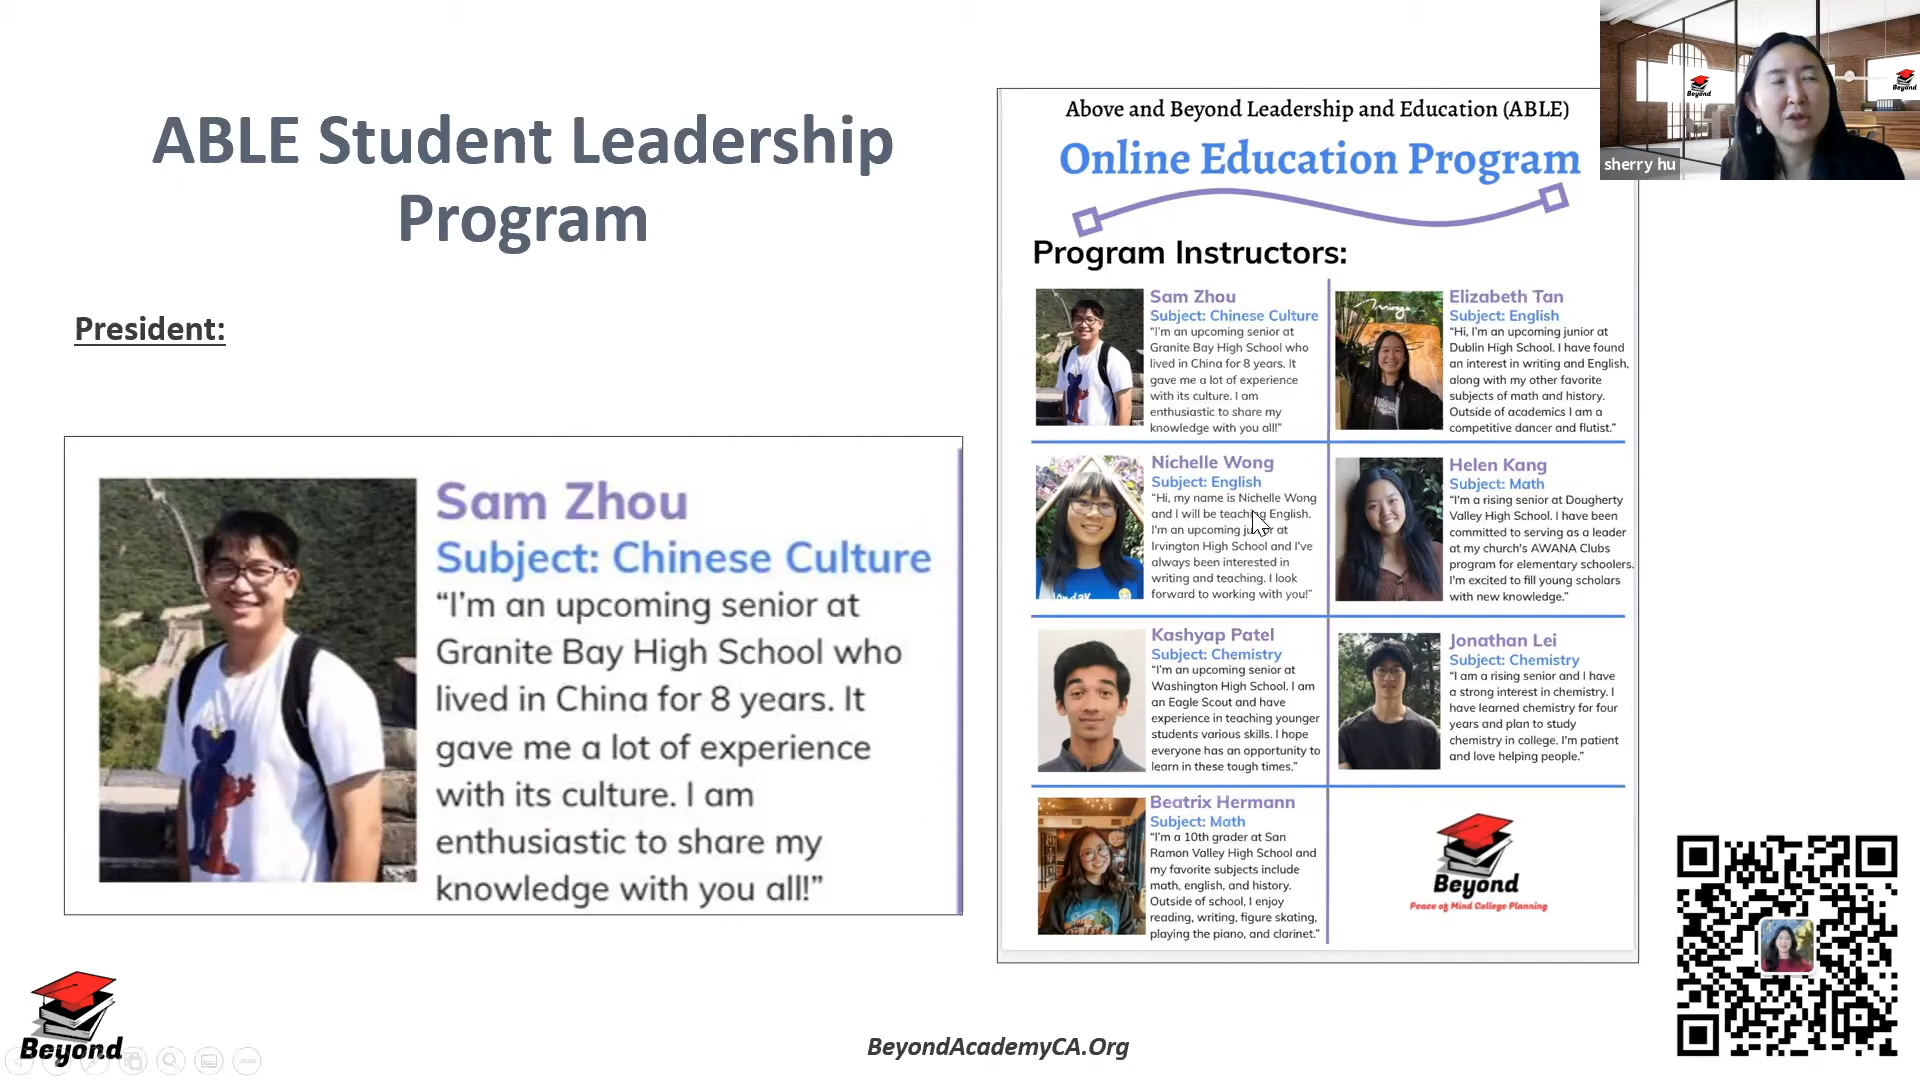 ABLE Student Leadership
Program
President:
Sam Zhou
Subject: Chinese Culture
“I’m an upcoming senior at
Granite Bay High School who
lived in China for 8 years. It
gave me a lot of experience
with its culture. I am
enthusiastic to share my
knowledge with you all!”
Above and Beyond Leadership and Education (ABLE)
Online Education Program
Program Instructors:
Sam Zhou
Subject: Chinese Culture
“I’m an upcoming senior at
Granite Bay High School who
lived in China for 8 years. It
gave me a lot of experience
with its culture. I am
enthusiastic to share my
knowledge with you all!”
Elizabeth Tan
Subject: English
“Hi, I’m an upcoming junior at
Dublin High School. I have found
an interest in writing and English,
along with my other favorite
subjects of math and history.
Outside of academics I am a
competitive dancer and flutist.”
Nichelle Wong
Subject: English
“Hi, my name is Nichelle Wong
and I will be teaching English.
I'm an upcoming junior at
Irvington High School and I've
always been interested in
writing and teaching. I look
forward to working with you!”
Helen Kang
Subject: Math
“I'm a rising senior at Dougherty
Valley High School. I have been
committed to serving as a leader
at my church's AWANA Clubs
program for elementary schoolers.
I'm excited to fill young scholars
with new knowledge.”
Kashyap Patel
Subject: Chemistry
“I’m an upcoming senior at
Washington High School. I am
an Eagle Scout and have
experience in teaching younger
students various skills. I hope
everyone has an opportunity to
learn in these tough times.”
Jonathan Lei
Subject: Chemistry
“I am a rising senior and I have
a strong interest in chemistry. I
have learned chemistry for four
years and plan to study
chemistry in college. I'm patient
and love helping people.”
Beatrix Hermann
Subject: Math
“I’m a 10th grader at San
Ramon Valley High School and
my favorite subjects include
math, english, and history.
Outside of school, I enjoy
reading, writing, figure skating,
playing the piano, and clarinet.”
Beyond
Peace of Mind College Planning
Beyond
Beyond
sherry hu
Beyond
BeyondAcademyCA.Org